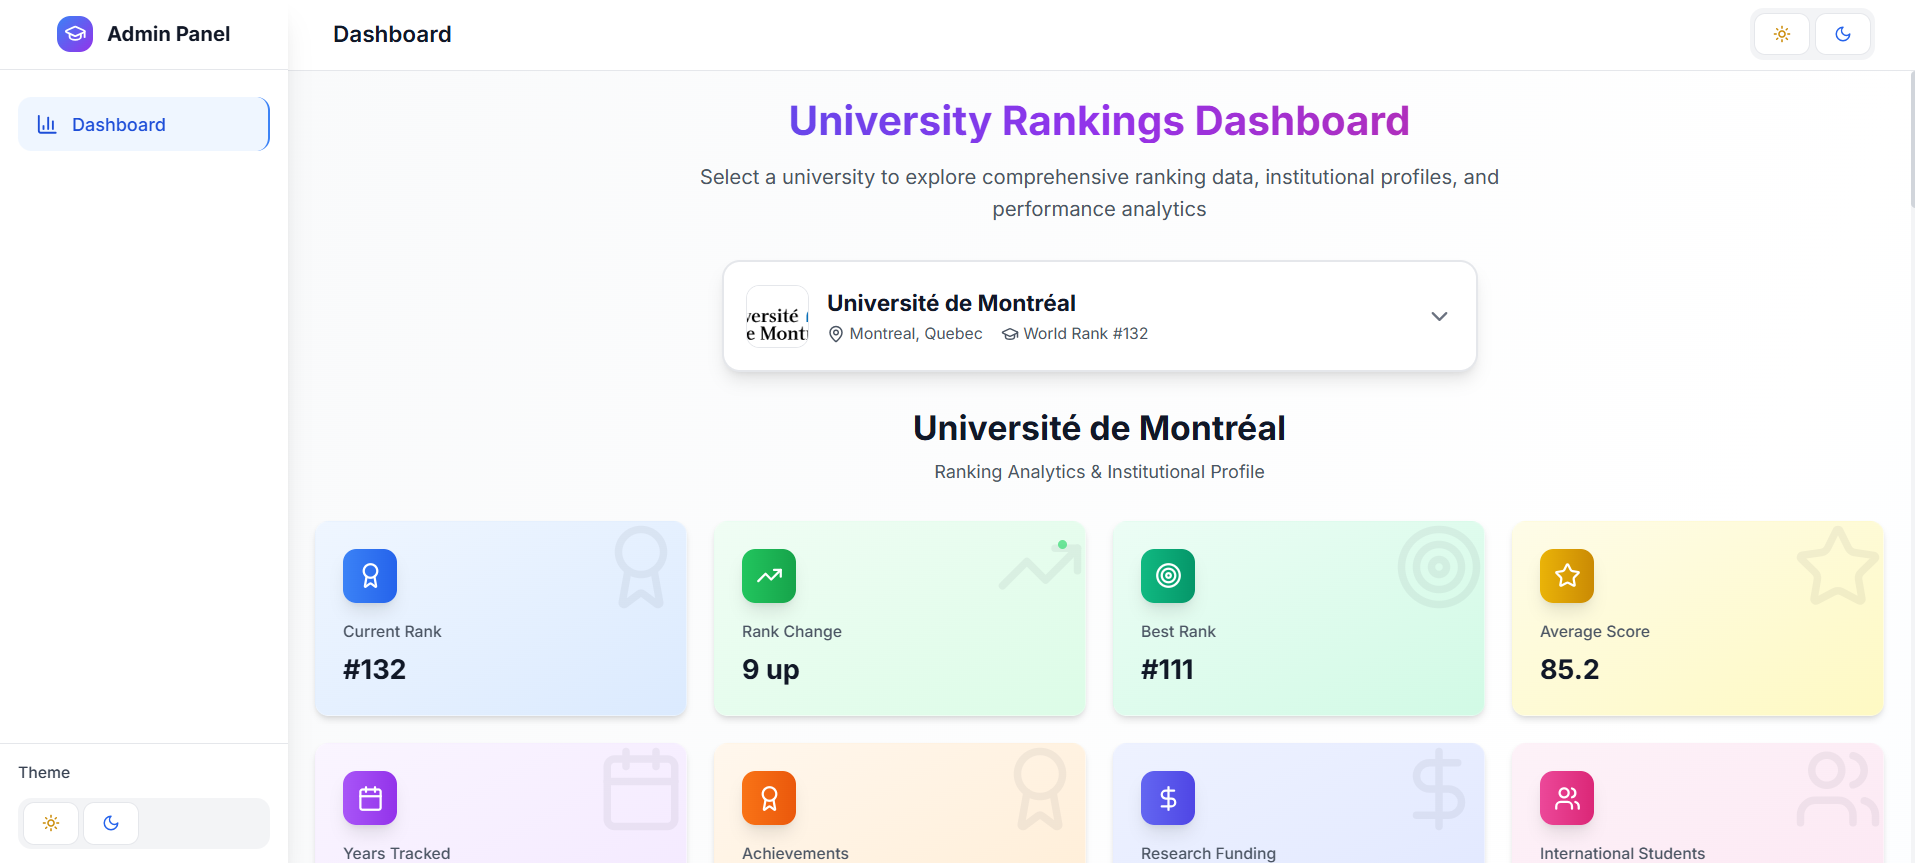 Admin Panel
Dashboard
Dashboard
University Rankings Dashboard
Select a university to explore comprehensive ranking data, institutional profiles, and
performance analytics
versité
e Mont
Université de Montréal
Montreal, Quebec World Rank #132
Université de Montréal
Ranking Analytics & Institutional Profile
Current Rank
#132
Rank Change
9 up
Best Rank
#111
Average Score
85.2
Years Tracked
Achievements
Research Funding
International Students
Theme